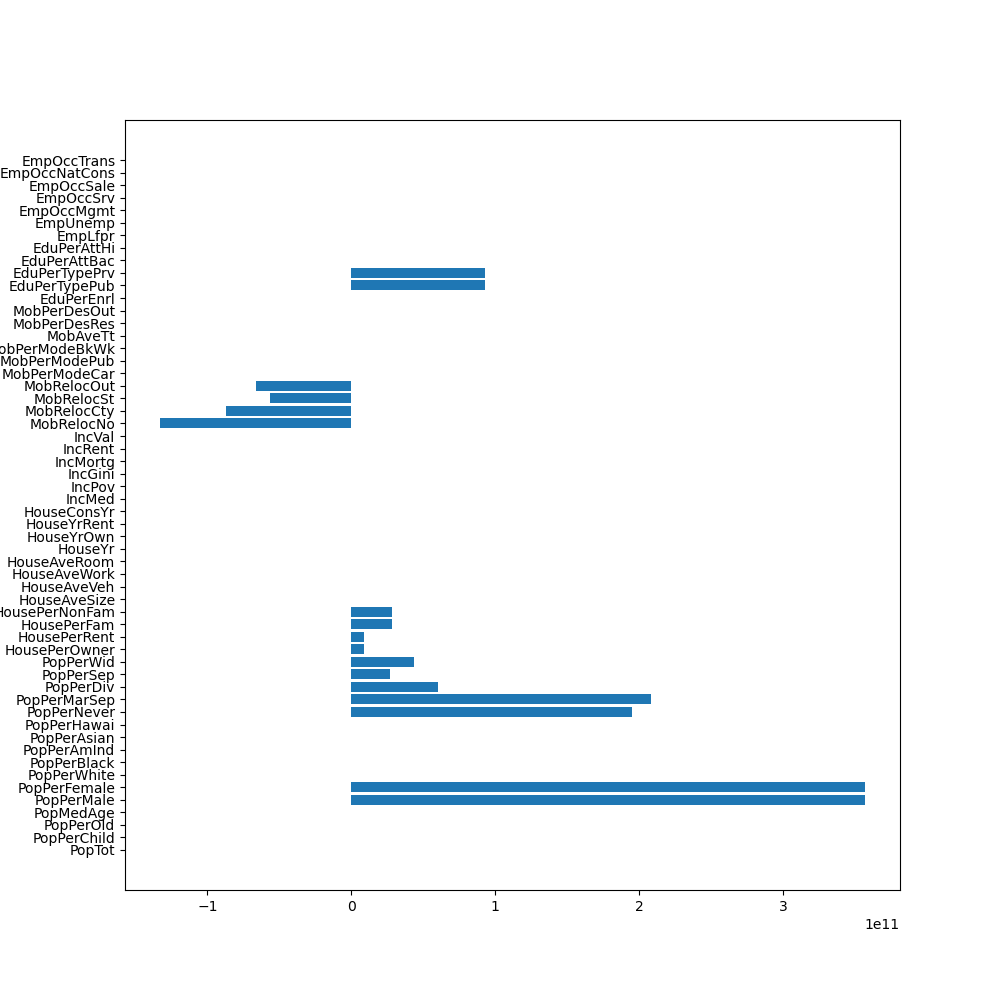 EmpOccTrans
EmpOccNatCons
EmpOccSale
EmpOccSrv
EmpOccMgmt
EmpUnemp
EmpLfpr
EduPerAttHi
EduPerAttBac
EduPerTypePrv
EduPerTypePub
EduPerEnrl
MobPerDesOut
MobPerDesRes
MobAveTt
obPerModeBkWk
MobPerModePub
MobPerModeCar
MobRelocOut
MobRelocSt
MobRelocCty
MobRelocNo
IncVal
IncRent
IncMortg
IncGini
IncPov
IncMed
HouseConsYr
HouseYrRent
HouseYrOwn
HouseYr
HouseAveRoom
HouseAveWork
HouseAveVeh
HouseAveSize
HousePerNonFam
HousePerFam
HousePerRent
HousePerOwner
PopPerWid
PopPerSep
PopPerDiv
PopPerMarSep
PopPerNever
PopPerHawai
PopPerAsian
PopPerAmInd
PopPerBlack
PopPerWhite
PopPerFemale
PopPerMale
PopMedAge
PopPerOld
PopPerChild
PopTot
−1 0 1 2 3
1e11